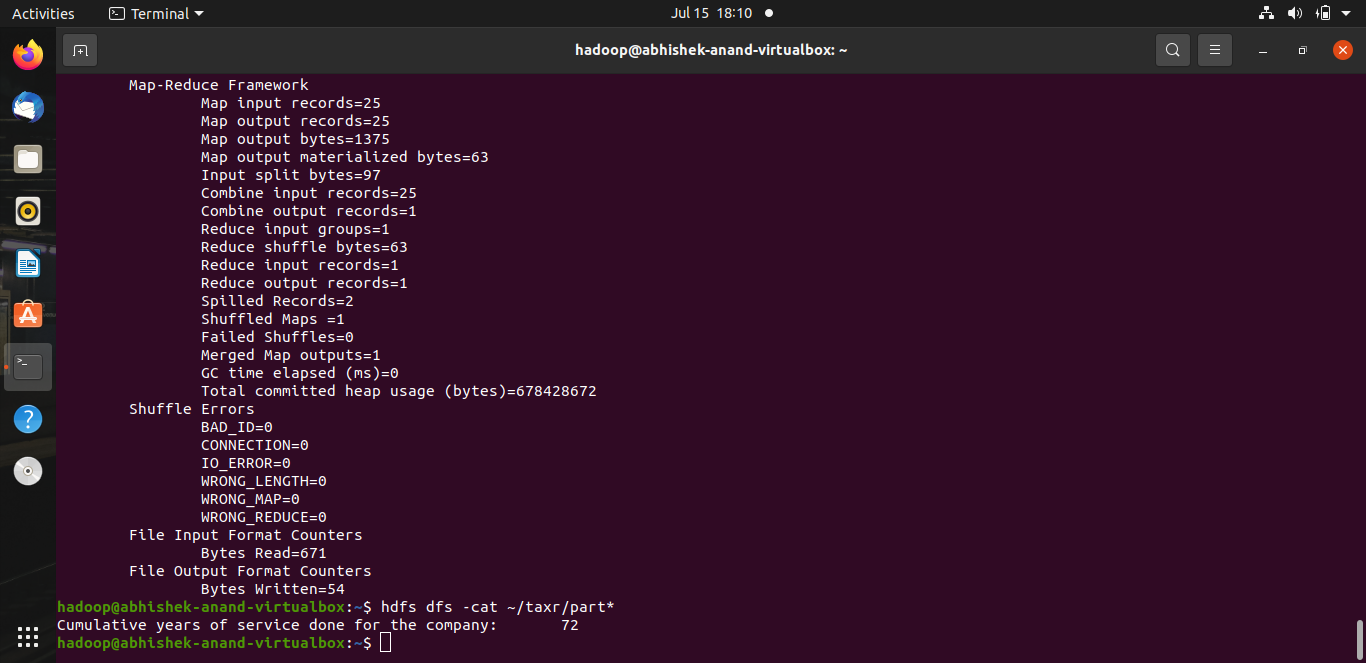 Activities Terminal Jul 15 18:10
hadoop@abhishek-anand-virtualbox: ~
Map-Reduce Framework
Map input records=25
Map output records=25
Map output bytes=1375
Map output materialized bytes=63
Input split bytes=97
Combine input records=25
Combine output records=1
Reduce input groups=1
Reduce shuffle bytes=63
Reduce input records=1
Reduce output records=1
Spilled Records=2
Shuffled Maps =1
Failed Shuffles=0
Merged Map outputs=1
GC time elapsed (ms)=0
Total committed heap usage (bytes)=678428672
Shuffle Errors
BAD_ID=0
CONNECTION=0
IO_ERROR=0
WRONG_LENGTH=0
WRONG_MAP=0
WRONG_REDUCE=0
File Input Format Counters
Bytes Read=671
File Output Format Counters
Bytes Written=54
hadoop@abhishek-anand-virtualbox:~$ hdfs dfs -cat ~/taxr/part*
Cumulative years of service done for the company: 72
hadoop@abhishek-anand-virtualbox:~$